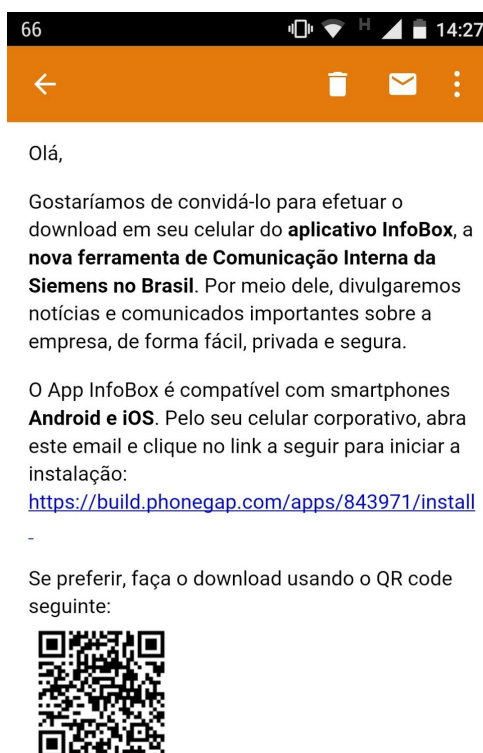 66 H 14:27
Olá,
Gostaríamos de convidá-lo para efetuar o
download em seu celular do aplicativo InfoBox, a
nova ferramenta de Comunicação Interna da
Siemens no Brasil. Por meio dele, divulgaremos
notícias e comunicados importantes sobre a
empresa, de forma fácil, privada e segura.
O App InfoBox é compatível com smartphones
Android e iOS. Pelo seu celular corporativo, abra
este email e clique no link a seguir para iniciar a
instalação:
https://build.phonegap.com/apps/843971/install
Se preferir, faça o download usando o QR code
seguinte: